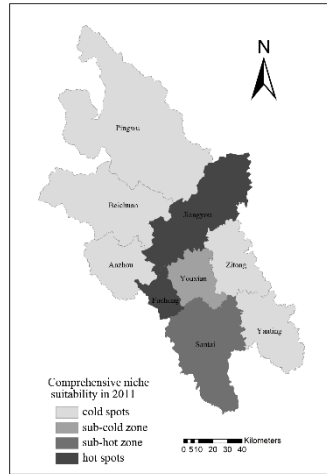 N
Pingwu
Beichuan
Jiangyou
Anzhou
Zitong
Youxian
Fucheng
Santai
Yanting
Comprehensive niche
suitability in 2011
cold spots
sub-cold zone
sub-hot zone
hot spots
0 5 10 20 30 40
Kilometers